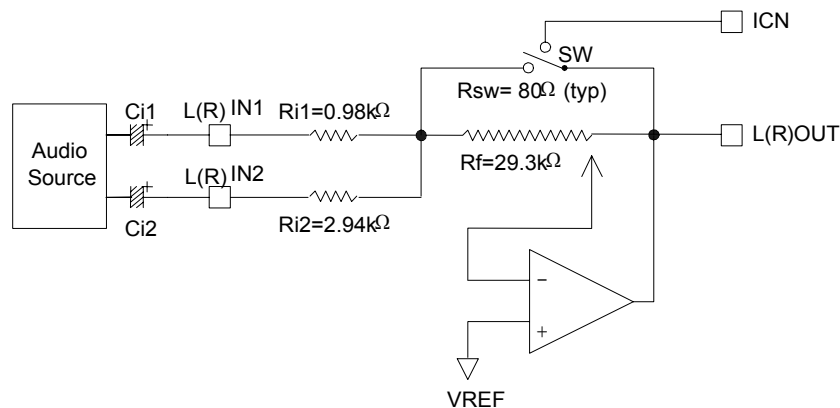 ICN
SW
Rsw= 80Ω (typ)
Ci1
+
L(R) IN1
Ri1=0.98kΩ
L(R)OUT
Audio
Source
Rf=29.3kΩ
+
L(R) IN2
Ci2
Ri2=2.94kΩ
−
+
VREF